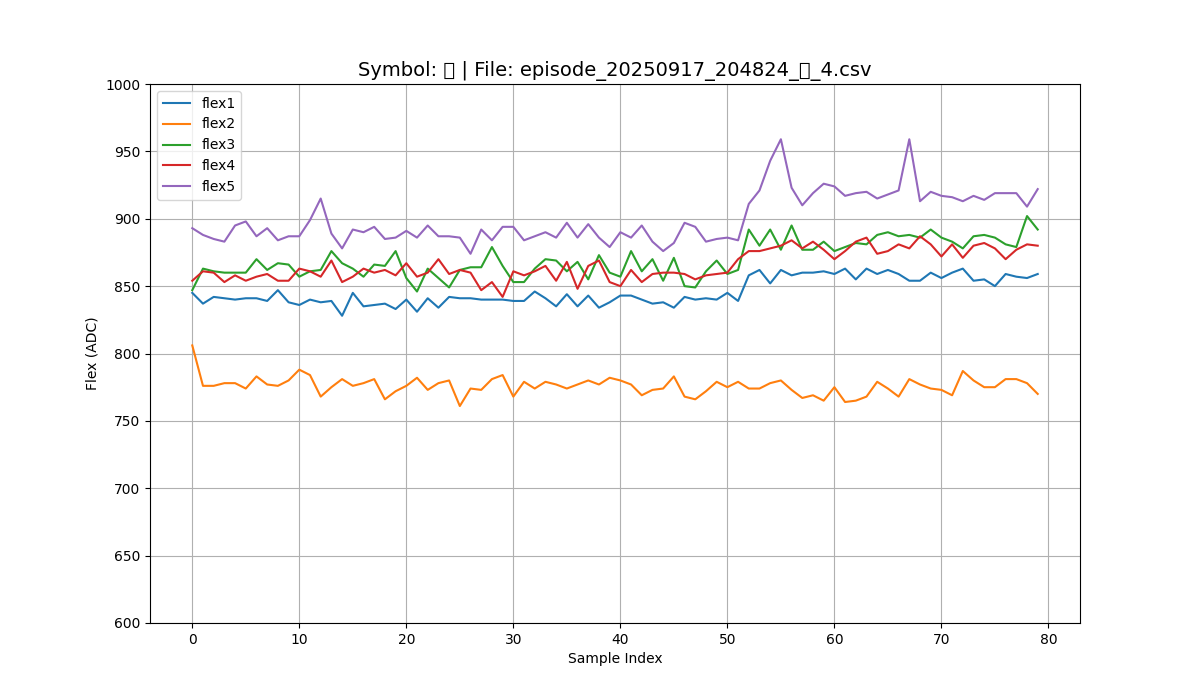 Symbol: | File: episode_20250917_204824_ _4.csv
1000
950
900
850
800
750
700
650
600
Flex (ADC)
flex1
flex2
flex3
flex4
flex5
0 10 20 30 40 50 60 70 80
Sample Index